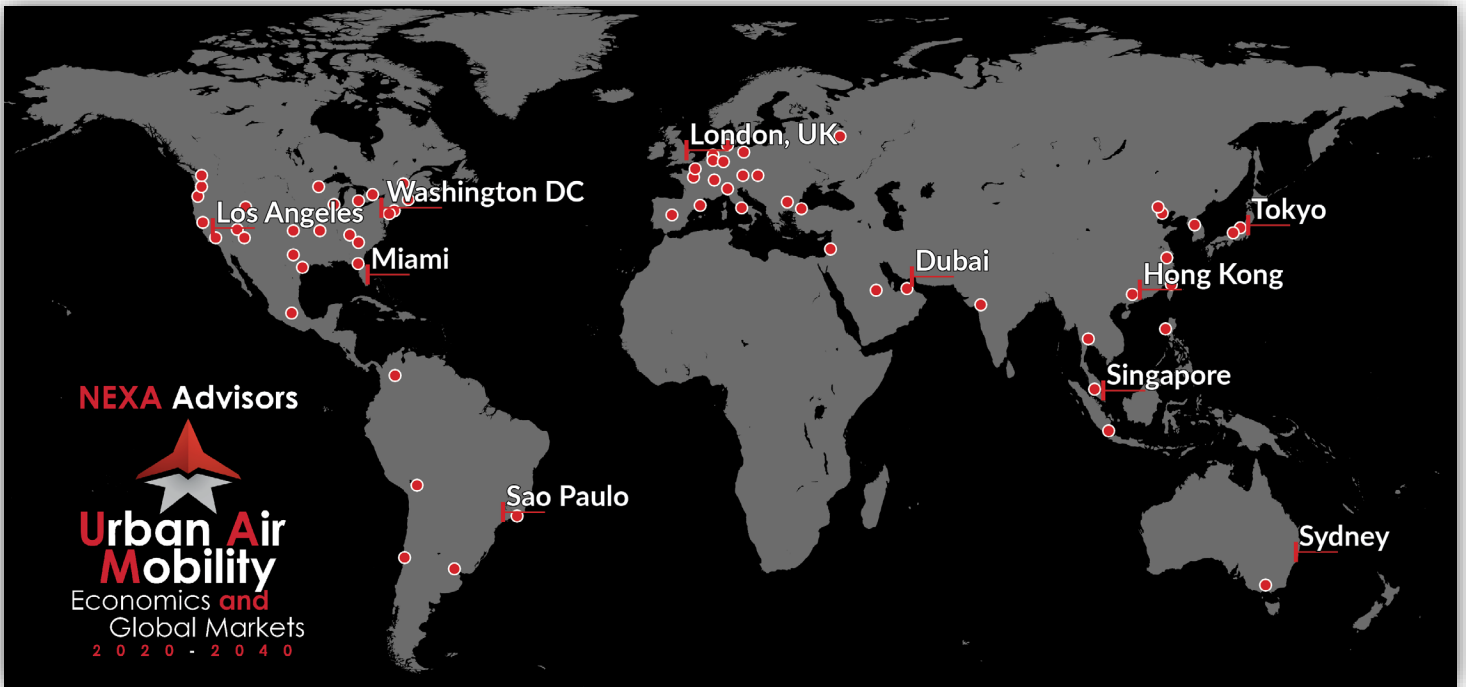 London, UK
Washington DC
Los Angeles
Tokyo
Miami
Dubai
Hong Kong
Singapore
NEXA Advisors
Sao Paulo
Urban Air
Mobility
Sydney
Economics and
Global Markets
2020-2040